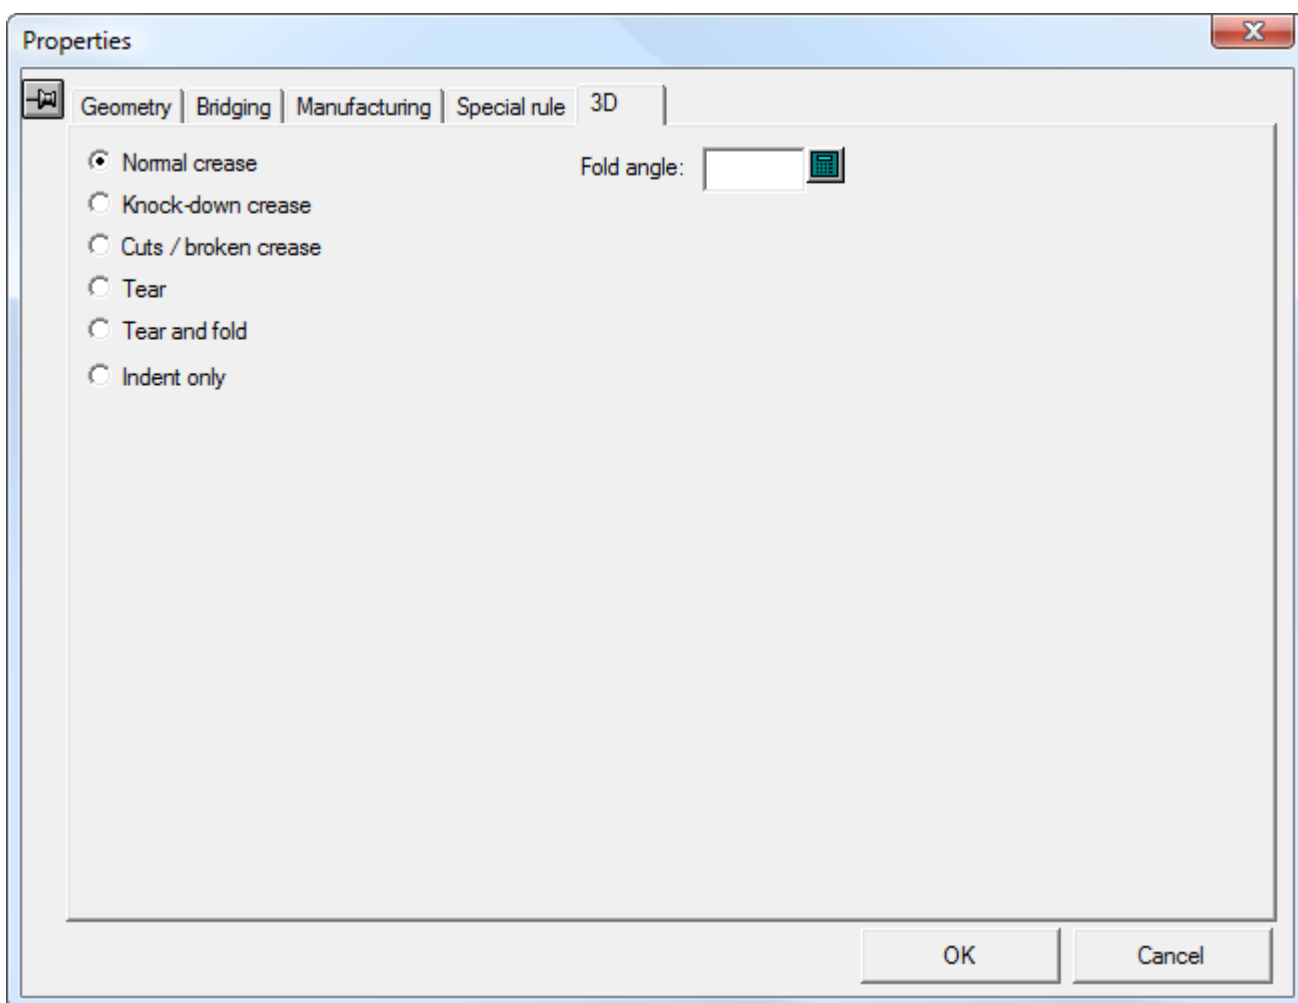 Properties
Geometry Bridging Manufacturing Special rule 3D
Normal crease Fold angle:
Knock-down crease
Cuts / broken crease
Tear
Tear and fold
Indent only
OK Cancel